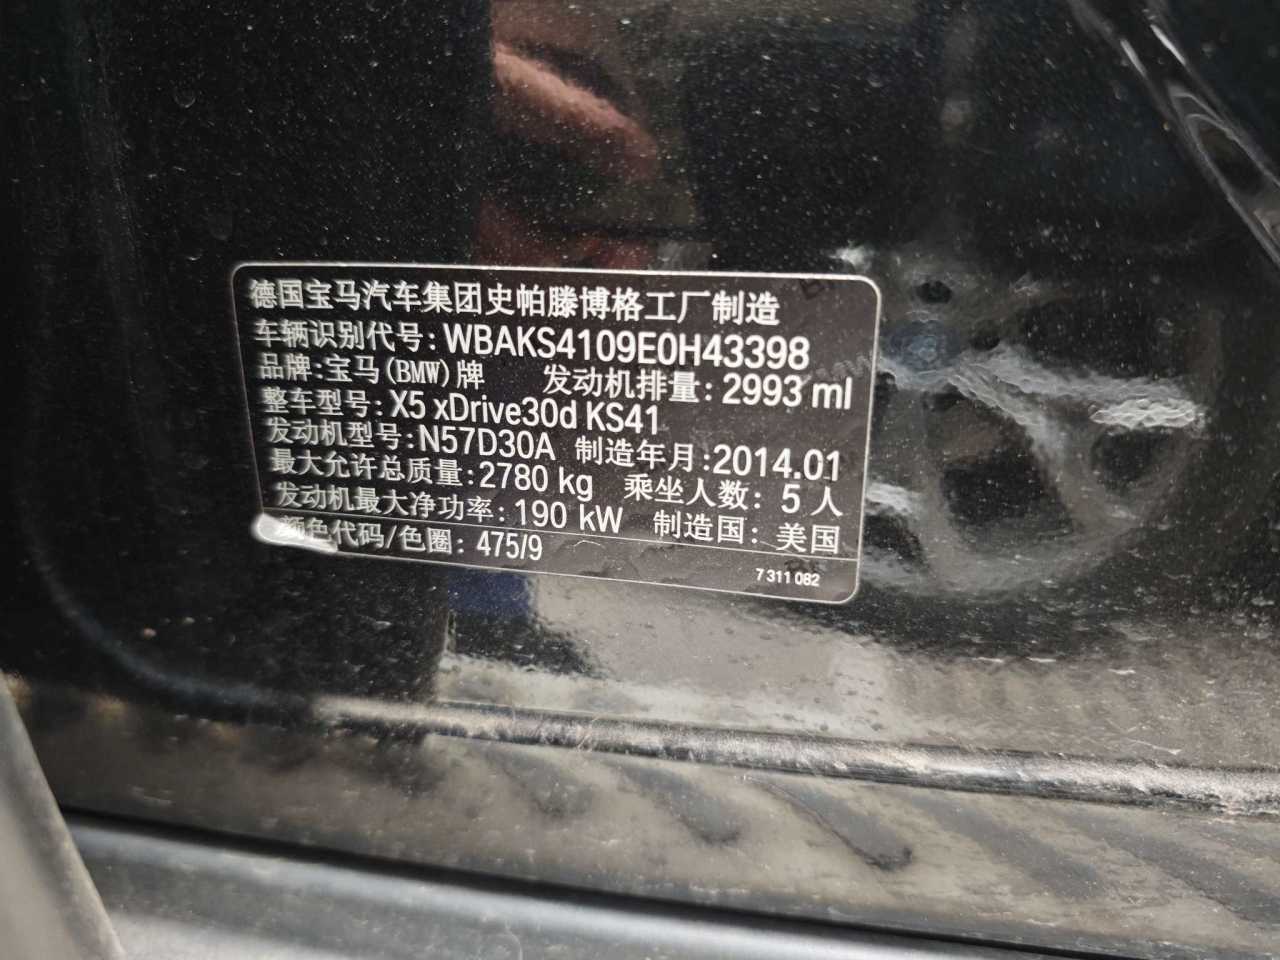 德国宝马汽车集团史帕滕博格工厂制造
车辆识别代号: WBAKS4109E0H43398
品牌:宝马(BMW)牌 发动机排量: 2993 ml
整车型号: X5 xDrive30d KS41
发动机型号:N57D30A 制造年月:2014.01
最大允许总质量:2780 kg 乘坐人数: 5 人
发动机最大净功率:190 kW 制造国: 美国
颜色代码/色圈: 475/9
7 311 082